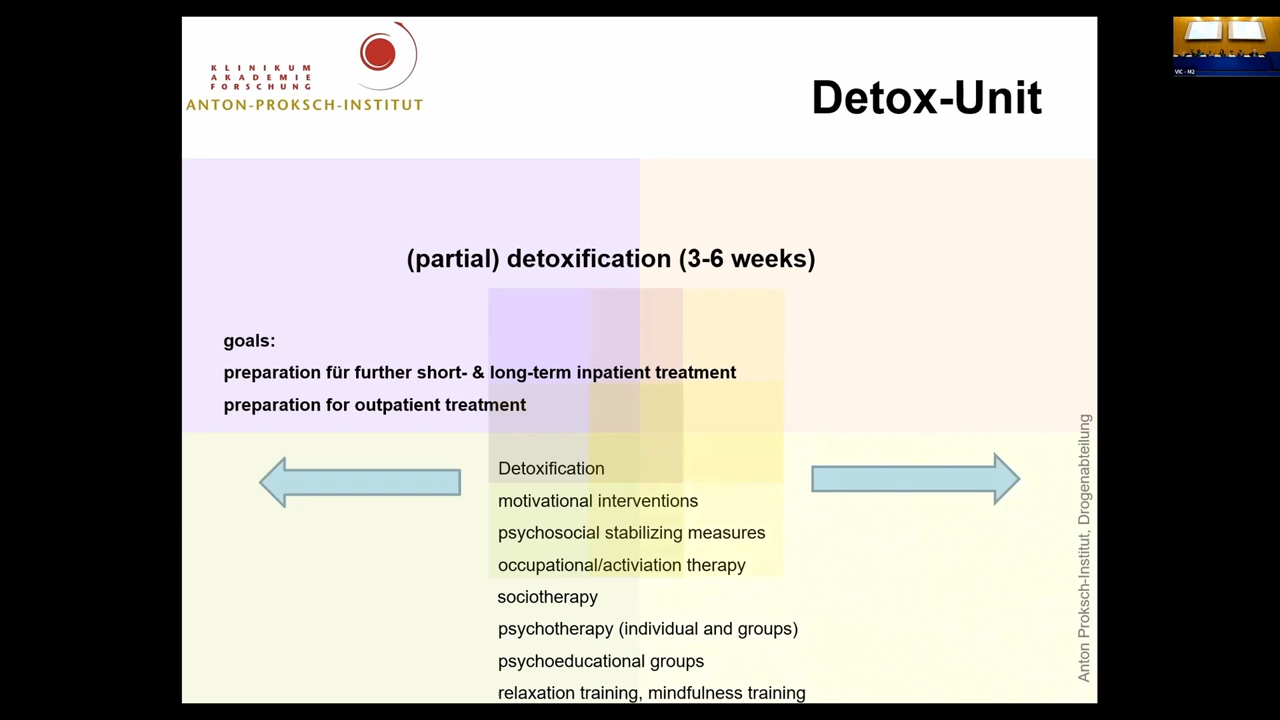 KLINIKUM
AKADEMIE
FORSCHUNG
ANTON-PROKSCH-INSTITUT
Detox-Unit
(partial) detoxification (3-6 weeks)
goals:
preparation für further short- & long-term inpatient treatment
preparation for outpatient treatment
Detoxification
motivational interventions
psychosocial stabilizing measures
occupational/activiation therapy
sociotherapy
psychotherapy (individual and groups)
psychoeducational groups
relaxation training, mindfulness training
Anton Proksch-Institut, Drogenabteilung
VIC - M2